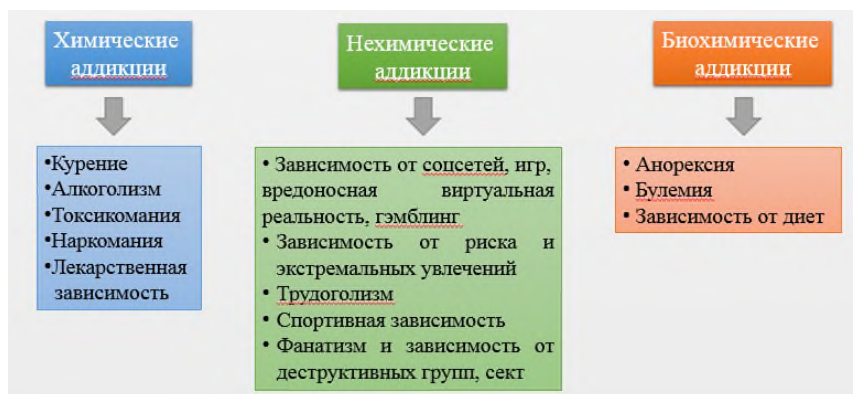 Химические
аддикции
Нехимические
аддикции
Биохимические
аддикции
•Курение
•Алкоголизм
•Токсикомания
•Наркомания
•Лекарственная
зависимость
• Зависимость от соцсетей, игр,
вредоносная виртуальная
реальность, гэмблинг
• Зависимость от риска и
экстремальных увлечений
• Трудоголизм
• Спортивная зависимость
• Фанатизм и зависимость от
деструктивных групп, сект
• Анорексия
• Булемия
• Зависимость от диет